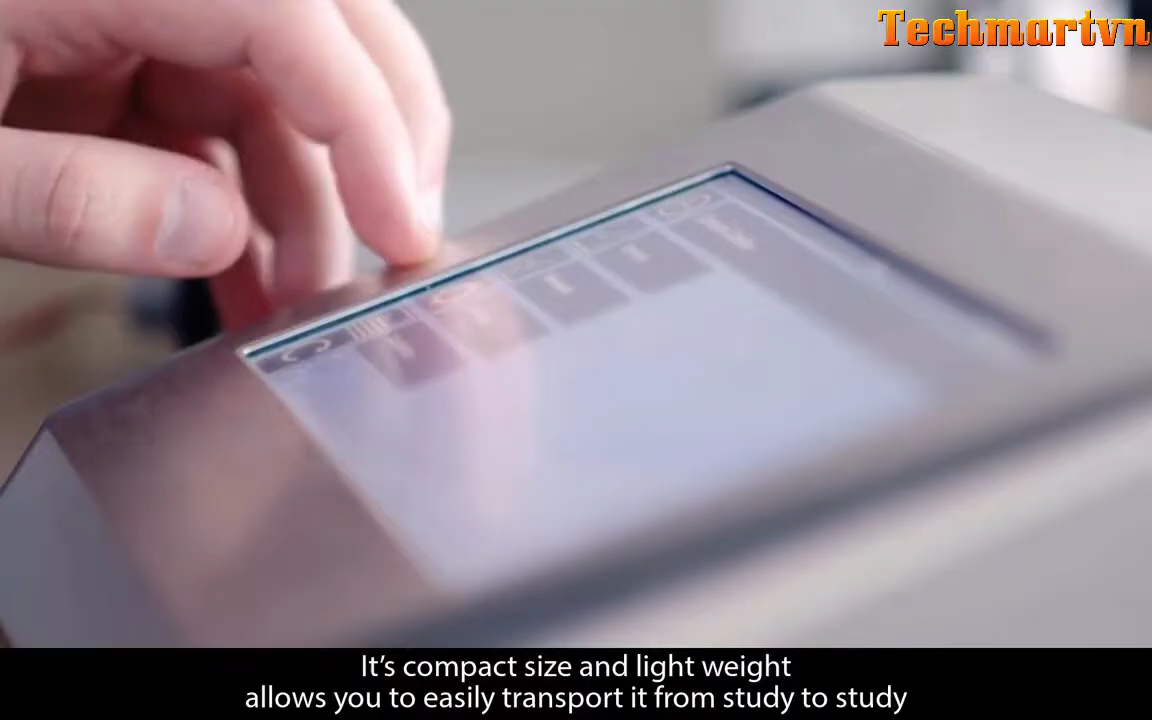 Techmartvn
It's compact size and light weight
allows you to easily transport it from study to study